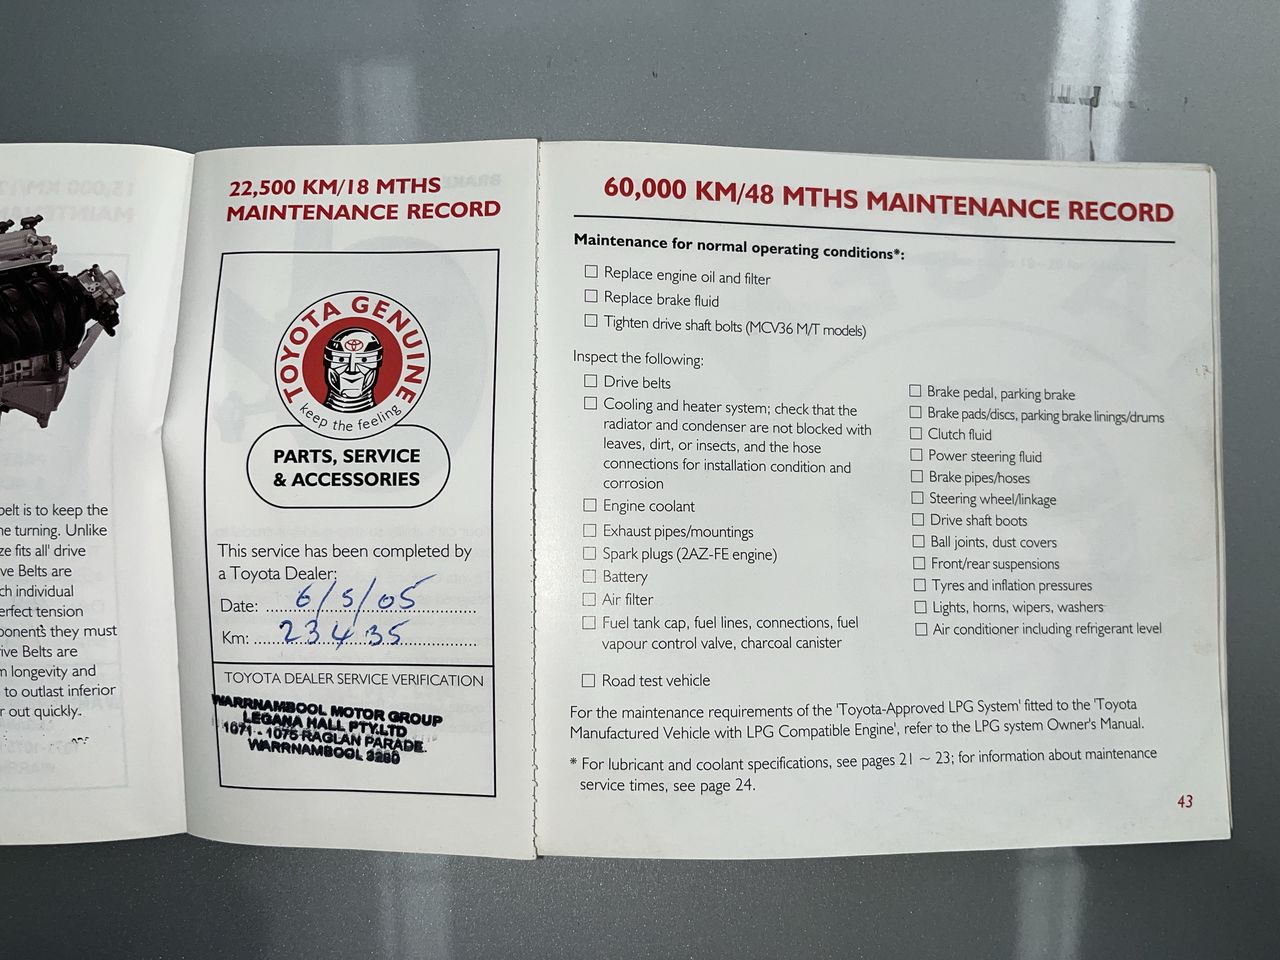 belt is to keep the
turning. Unlike
fits all' drive
Belts are
individual
tension
they must
Belts are
longevity and
to outlast inferior
out quickly.
22,500 KM/18 MTHS
MAINTENANCE RECORD
TOYOTA GENUINE
keep the feeling
PARTS, SERVICE
& ACCESSORIES
This service has been completed by
a Toyota Dealer:
Date: 6/5/05
Km: 23435
TOYOTA DEALER SERVICE VERIFICATION
WARRNAMBOOL MOTOR GROUP
LEGANA HALL PTY.LTD
1071 - 1075 RAGLAN PARADE
WARRNAMBOOL 3280
60,000 KM/48 MTHS MAINTENANCE RECORD
Maintenance for normal operating conditions*:
Replace engine oil and filter
Replace brake fluid
Tighten drive shaft bolts (MCV36 M/T models)
Inspect the following:
Drive belts
Cooling and heater system; check that the
radiator and condenser are not blocked with
leaves, dirt, or insects, and the hose
connections for installation condition and
corrosion
Engine coolant
Exhaust pipes/mountings
Spark plugs (2AZ-FE engine)
Battery
Air filter
Fuel tank cap, fuel lines, connections, fuel
vapour control valve, charcoal canister
Road test vehicle
Brake pedal, parking brake
Brake pads/discs, parking brake linings/drums
Clutch fluid
Power steering fluid
Brake pipes/hoses
Steering wheel/linkage
Drive shaft boots
Ball joints, dust covers
Front/rear suspensions
Tyres and inflation pressures
Lights, horns, wipers, washers
Air conditioner including refrigerant level
For the maintenance requirements of the 'Toyota-Approved LPG System' fitted to the 'Toyota
Manufactured Vehicle with LPG Compatible Engine', refer to the LPG system Owner's Manual.
* For lubricant and coolant specifications, see pages 21 ~ 23; for information about maintenance
service times, see page 24.
43